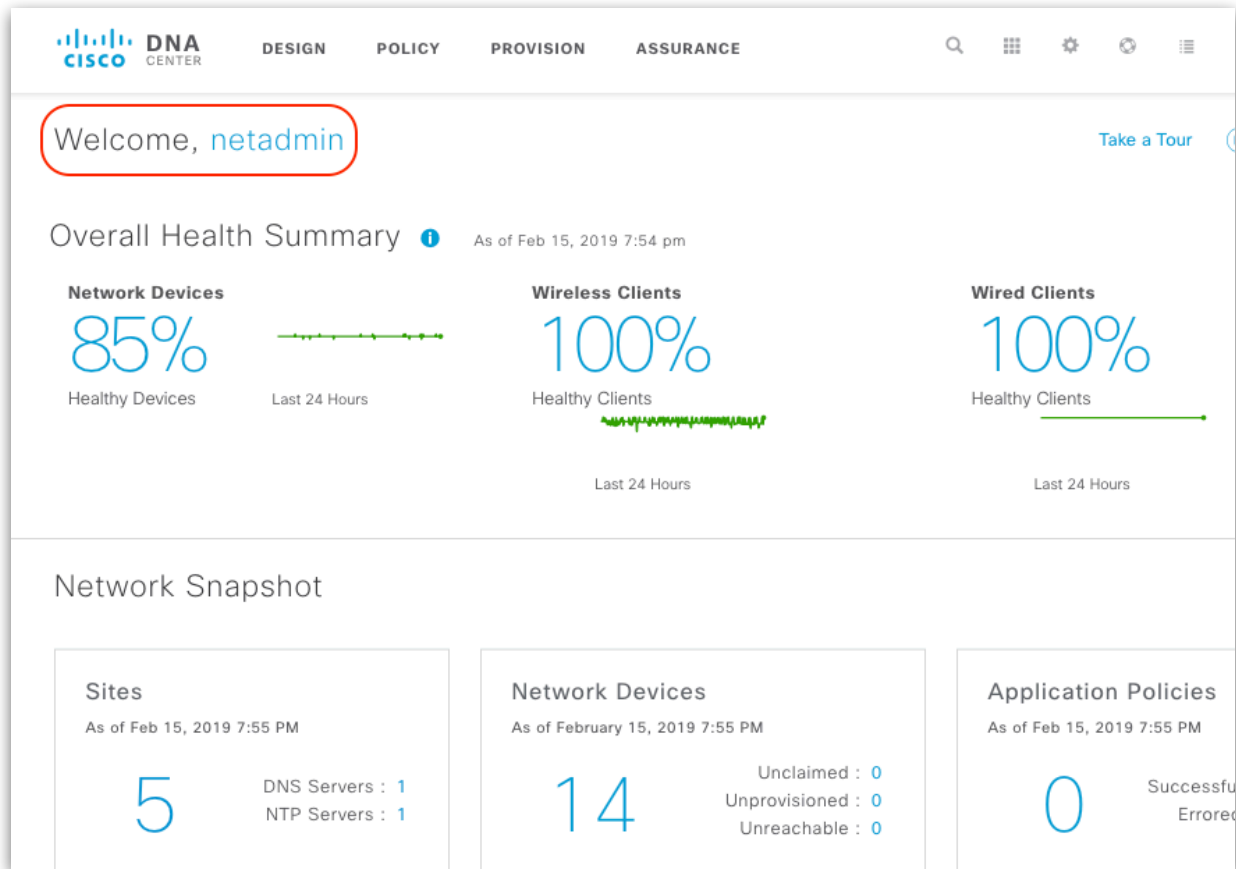 CISCO DNA CENTER DESIGN POLICY PROVISION ASSURANCE
Welcome, netadmin
Take a Tour
Overall Health Summary As of Feb 15, 2019 7:54 pm
Network Devices
85%
Healthy Devices
Last 24 Hours
Wireless Clients
100%
Healthy Clients
Last 24 Hours
Wired Clients
100%
Healthy Clients
Last 24 Hours
Network Snapshot
Sites
As of Feb 15, 2019 7:55 PM
5
DNS Servers : 1
NTP Servers : 1
Network Devices
As of February 15, 2019 7:55 PM
14
Unclaimed : 0
Unprovisioned : 0
Unreachable : 0
Application Policies
As of Feb 15, 2019 7:55 PM
0